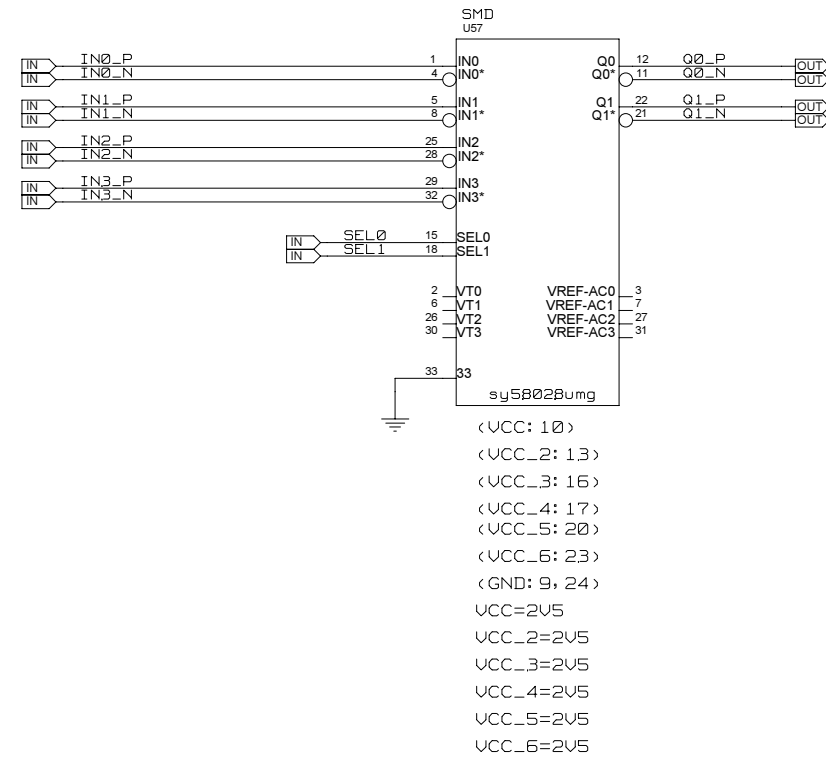 SMD
U57
IN IN0_P 1 IN0 Q0 12 Q0_P OUT
IN IN0_N 4 IN0* Q0* 11 Q0_N OUT
IN IN1_P 5 IN1 Q1 22 Q1_P OUT
IN IN1_N 8 IN1* Q1* 21 Q1_N OUT
IN IN2_P 25 IN2
IN IN2_N 28 IN2*
IN IN3_P 29 IN3
IN IN3_N 32 IN3*
IN SEL0 15 SEL0
IN SEL1 18 SEL1
2 VT0 VREF-AC0 3
6 VT1 VREF-AC1 7
26 VT2 VREF-AC2 27
30 VT3 VREF-AC3 31
33 33
sy58028umg
(VCC:10)
(VCC_2:13)
(VCC_3:16)
(VCC_4:17)
(VCC_5:20)
(VCC_6:23)
(GND:9,24)
VCC=2V5
VCC_2=2V5
VCC_3=2V5
VCC_4=2V5
VCC_5=2V5
VCC_6=2V5